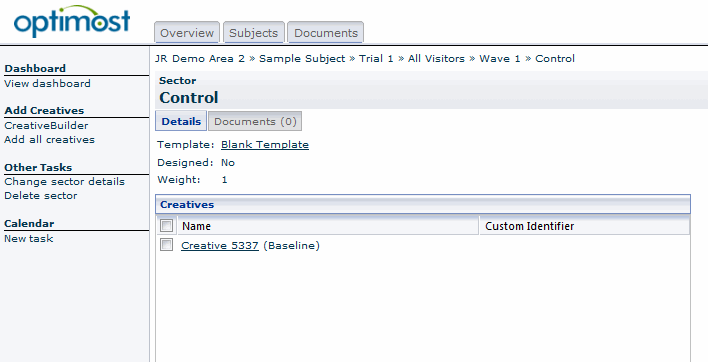 optimost
Overview Subjects Documents
JR Demo Area 2 » Sample Subject » Trial 1 » All Visitors » Wave 1 » Control
Dashboard
View dashboard
Add Creatives
CreativeBuilder
Add all creatives
Other Tasks
Change sector details
Delete sector
Calendar
New task
Sector
Control
Details Documents (0)
Template: Blank Template
Designed: No
Weight: 1
Creatives
Name Custom Identifier
Creative 5337 (Baseline)